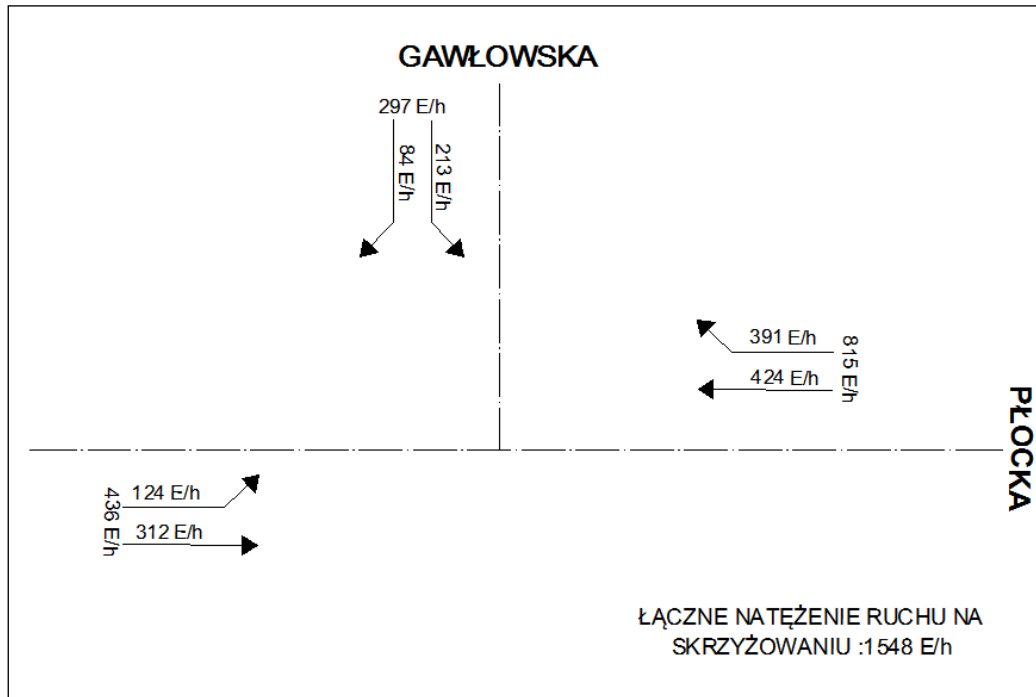 GAWŁOWSKA
297 E/h
84 E/h
213 E/h
391 E/h
815 E/h
424 E/h
PŁOCKA
124 E/h
436 E/h
312 E/h
ŁĄCZNE NATĘŻENIE RUCHU NA
SKRZYŻOWANIU :1548 E/h